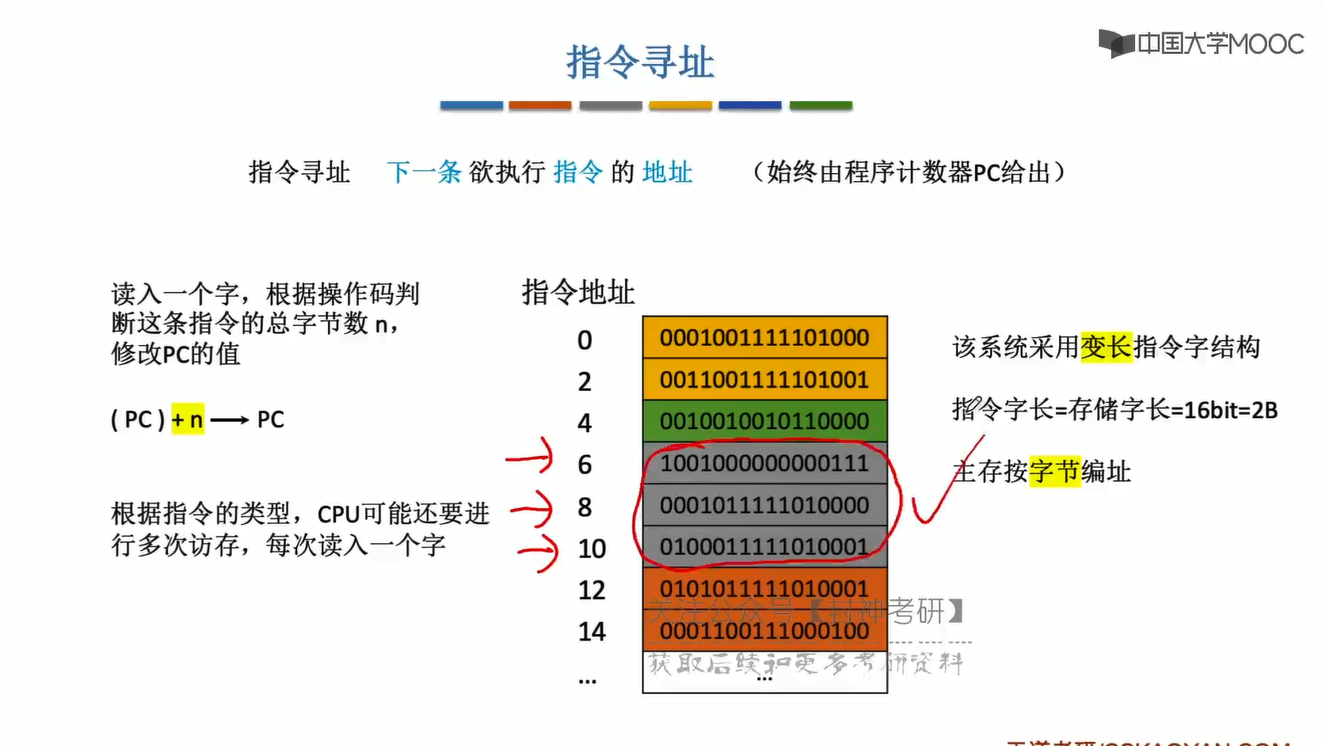 中国大学MOOC
指令寻址
指令寻址 下一条 欲执行 指令 的 地址 （始终由程序计数器PC给出）
读入一个字，根据操作码判
断这条指令的总字节数 n，
修改PC的值
( PC ) + n → PC
根据指令的类型，CPU可能还要进
行多次访存，每次读入一个字
指令地址
0 0001001111101000
2 0011001111101001
4 0010010010110000
6 1001000000000111
8 0001011111010000
10 0100011111010001
12 0101011111010001
14 0001100111000100
... ...
关注公众号【封神考研】
获取后续和更多考研资料
该系统采用变长指令字结构
指令字长=存储字长=16bit=2B
主存按字节编址